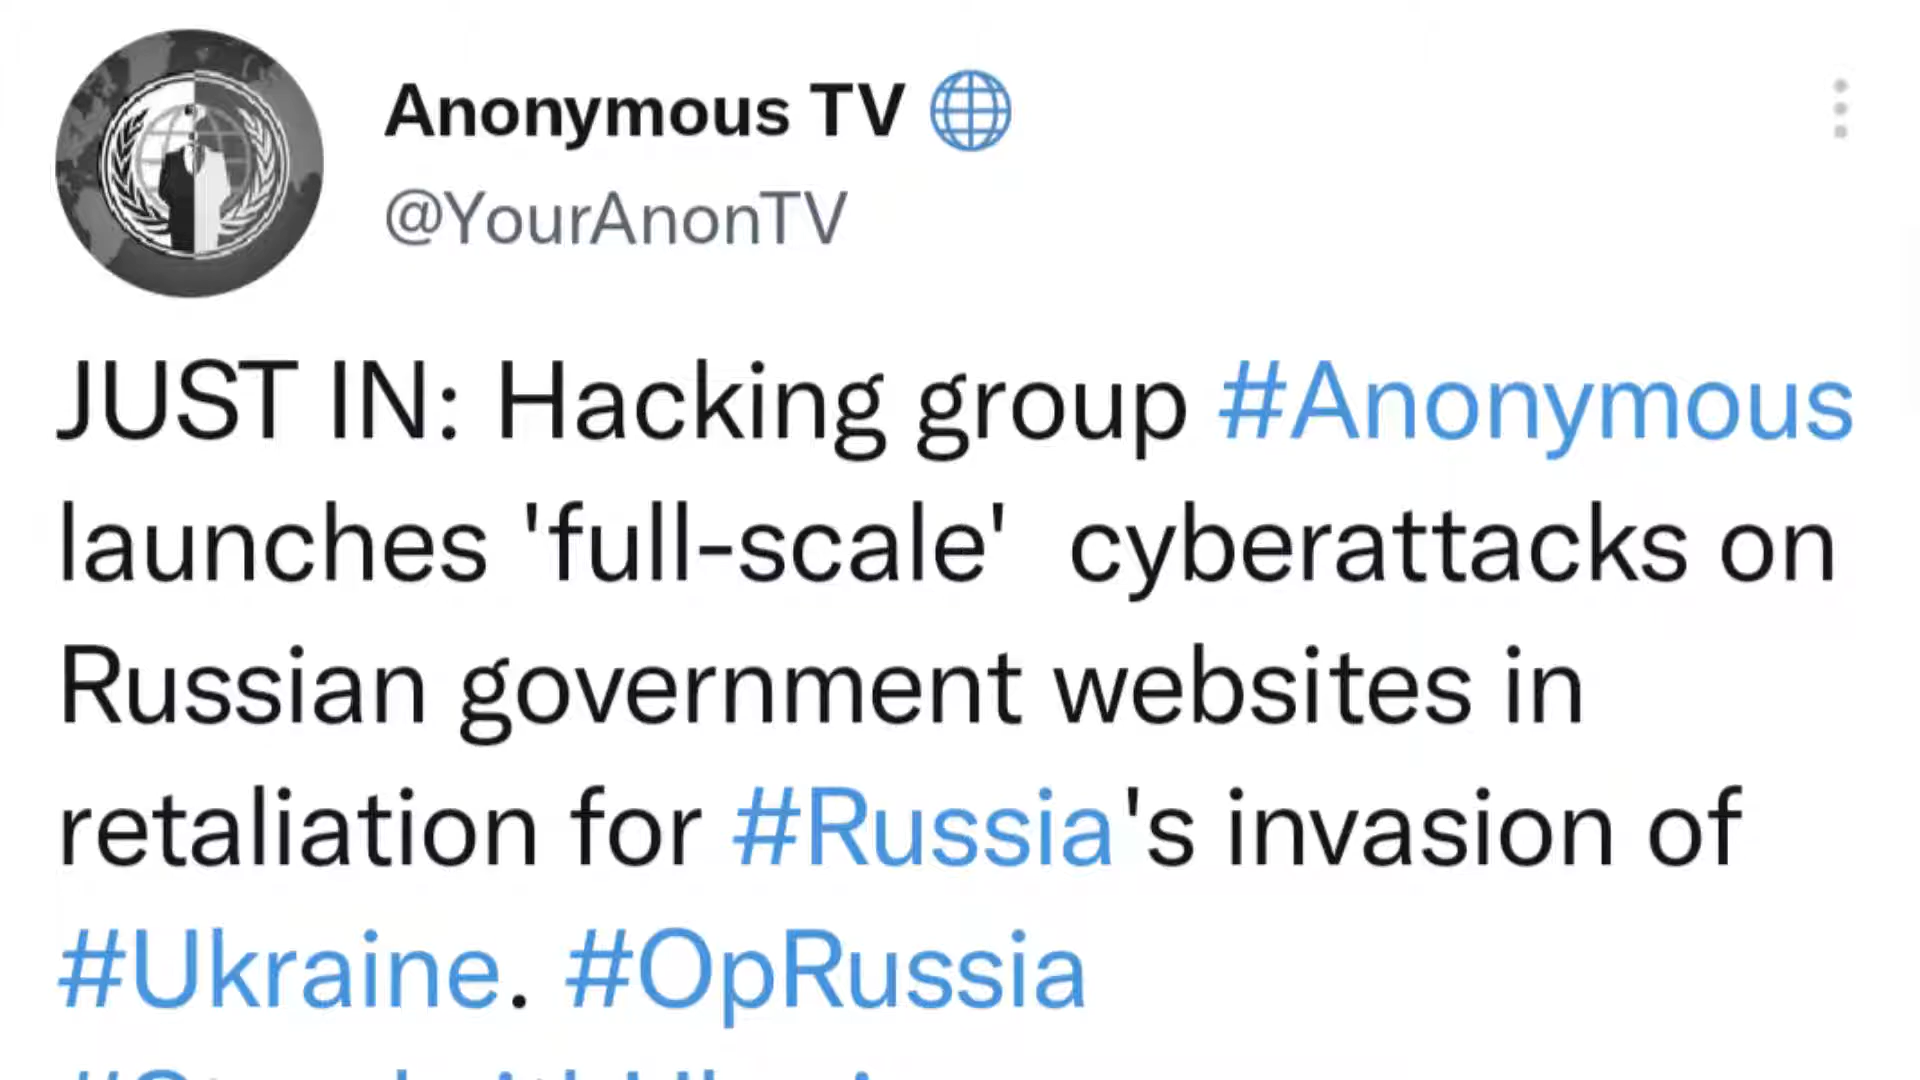 Anonymous TV 🌐
@YourAnonTV
JUST IN: Hacking group #Anonymous
launches 'full-scale'  cyberattacks on
Russian government websites in
retaliation for #Russia's invasion of
#Ukraine. #OpRussia